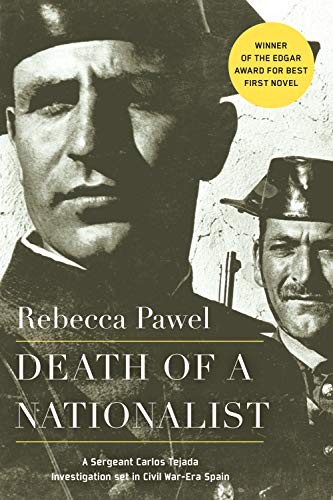 WINNER
OF THE EDGAR
AWARD FOR BEST
FIRST NOVEL
Rebecca Pawel
DEATH OF A
NATIONALIST
A Sergeant Carlos Tejada
Investigation set in Civil War-Era Spain